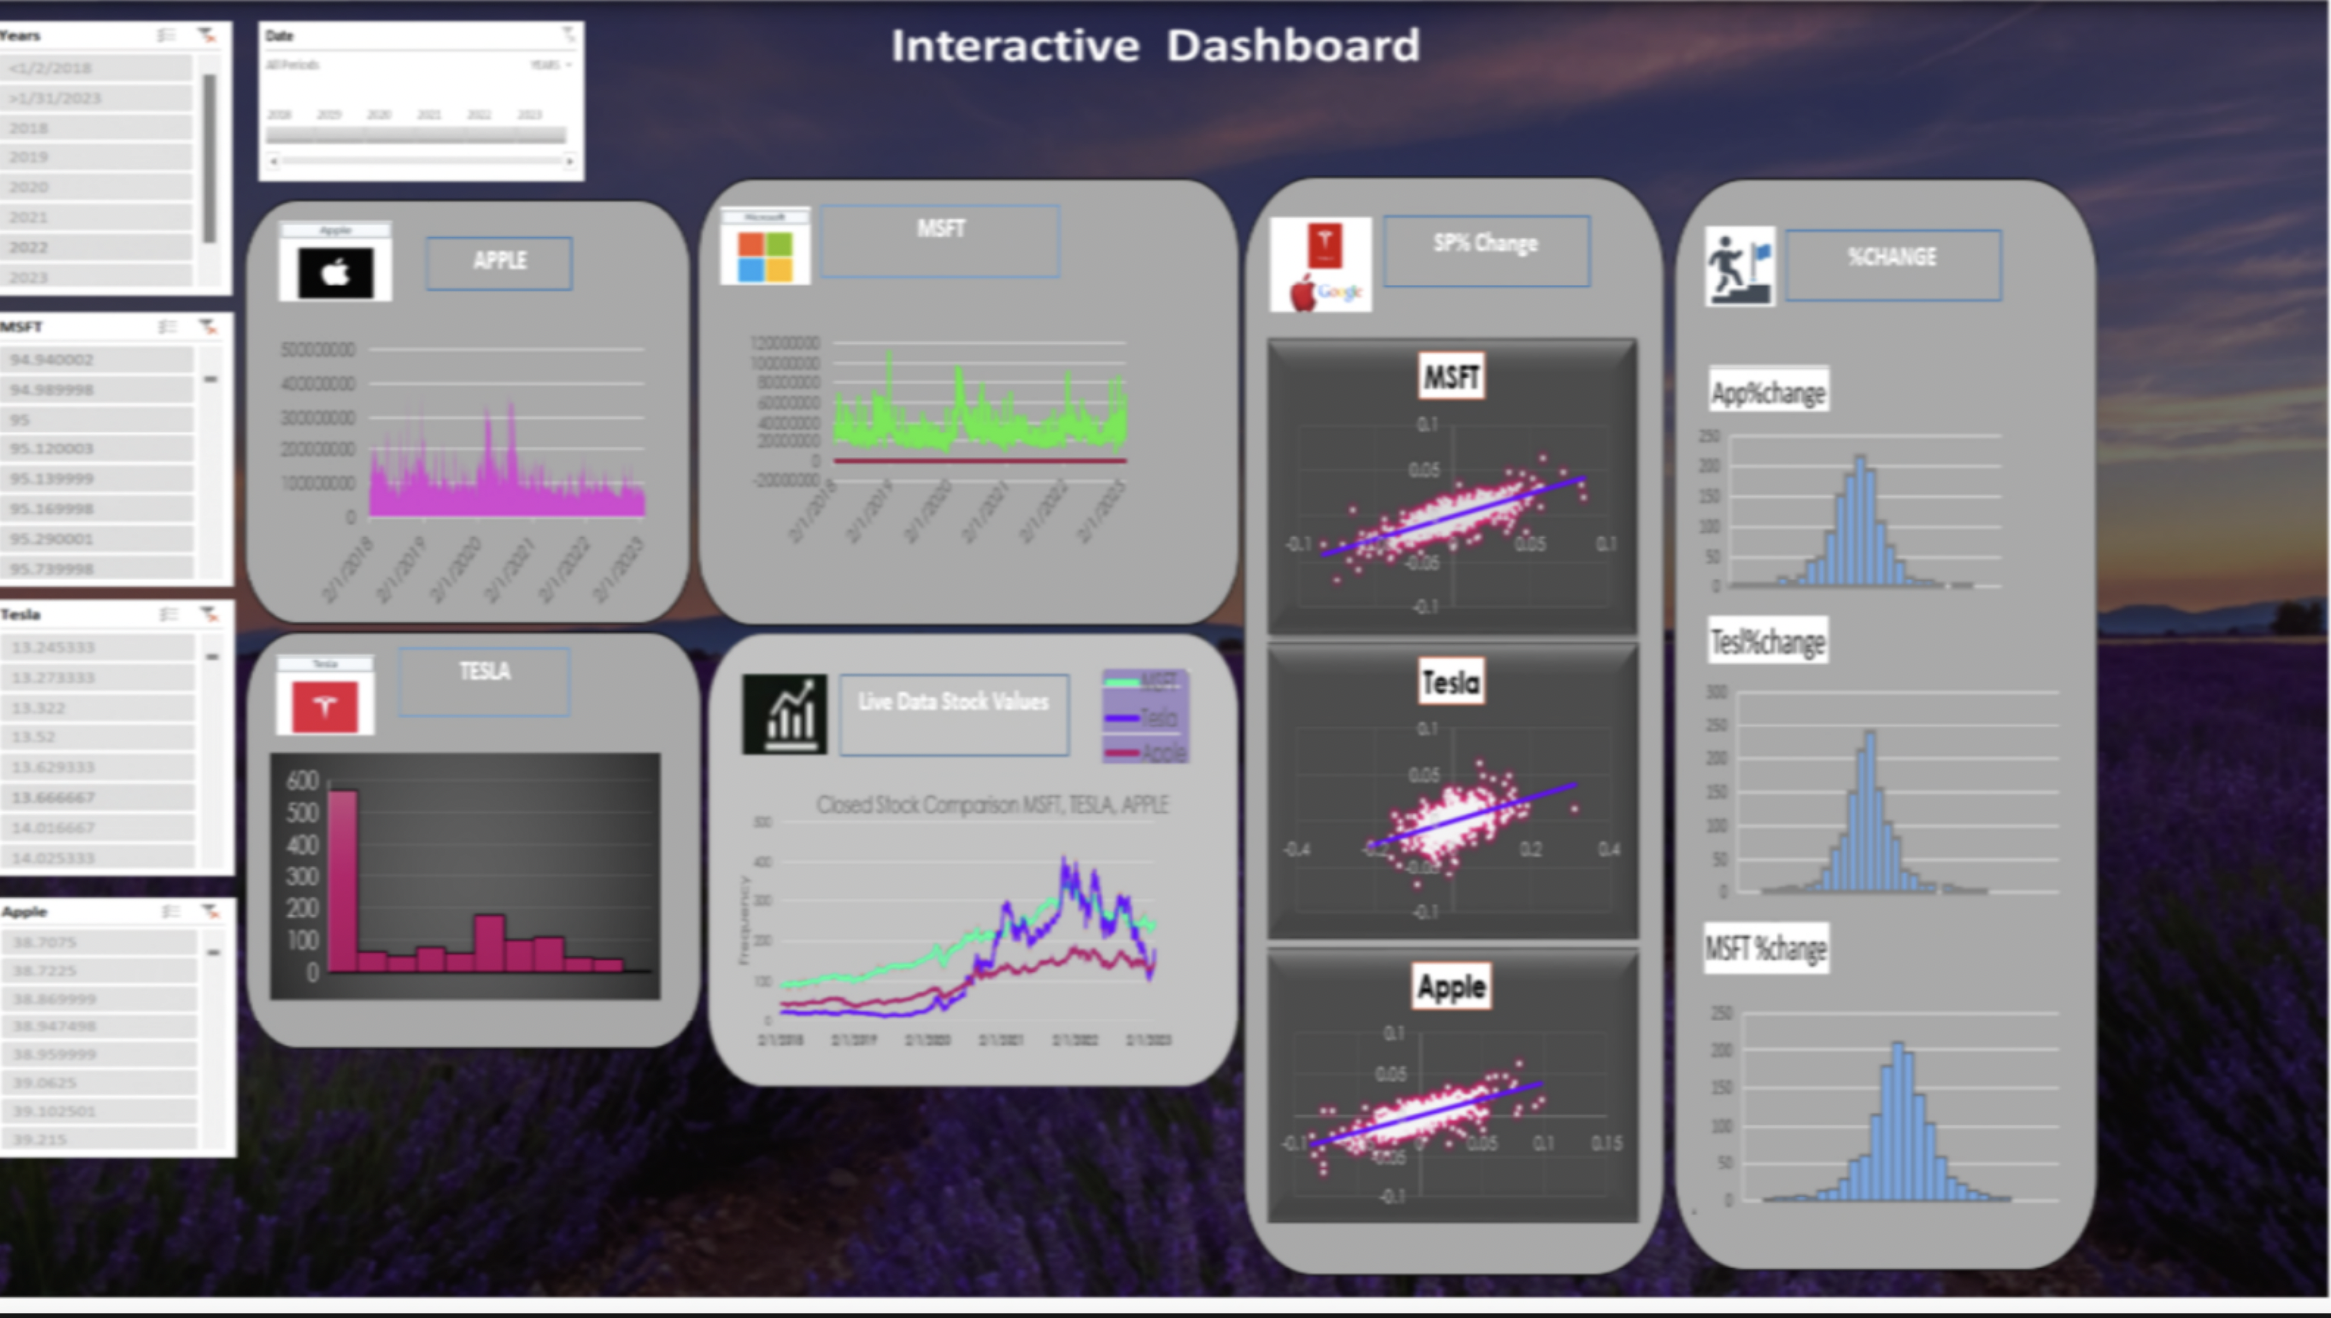 Interactive Dashboard
Years
<1/2/2018
>1/31/2023
2018
2019
2020
2021
2022
2023
Date
All Periods
YEARS
2018 2019 2020 2021 2022 2023
MSFT
94.940002
94.989998
95
95.120003
95.139999
95.169998
95.290001
95.739998
Tesla
13.245333
13.273333
13.322
13.52
13.629333
13.666667
14.016667
14.025333
Apple
38.7075
38.7225
38.869999
38.947498
38.959999
39.0625
39.102501
39.215
Apple
APPLE
500000000
400000000
300000000
200000000
100000000
0
2/1/2018 2/1/2019 2/1/2020 2/1/2021 2/1/2022 2/1/2023
Microsoft
MSFT
120000000
100000000
80000000
60000000
40000000
20000000
0
-20000000
2/1/2018 2/1/2019 2/1/2020 2/1/2021 2/1/2022 2/1/2023
Tesla
TESLA
600
500
400
300
200
100
0
Live Data Stock Values
MSFT
Tesla
Apple
Closed Stock Comparison MSFT, TESLA, APPLE
Frequency
500
400
300
200
100
0
2/1/2018 2/1/2019 2/1/2020 2/1/2021 2/1/2022 2/1/2023
Google
SP% Change
MSFT
0.1
0.05
-0.1 0 0.05 0.1
-0.05
-0.1
Tesla
0.1
0.05
-0.4 -0.2 0.2 0.4
-0.05
-0.1
Apple
0.1
0.05
-0.1 0 0.05 0.1 0.15
-0.05
-0.1
%CHANGE
App%change
250
200
150
100
50
0
Tesl%change
300
250
200
150
100
50
0
MSFT %change
250
200
150
100
50
0